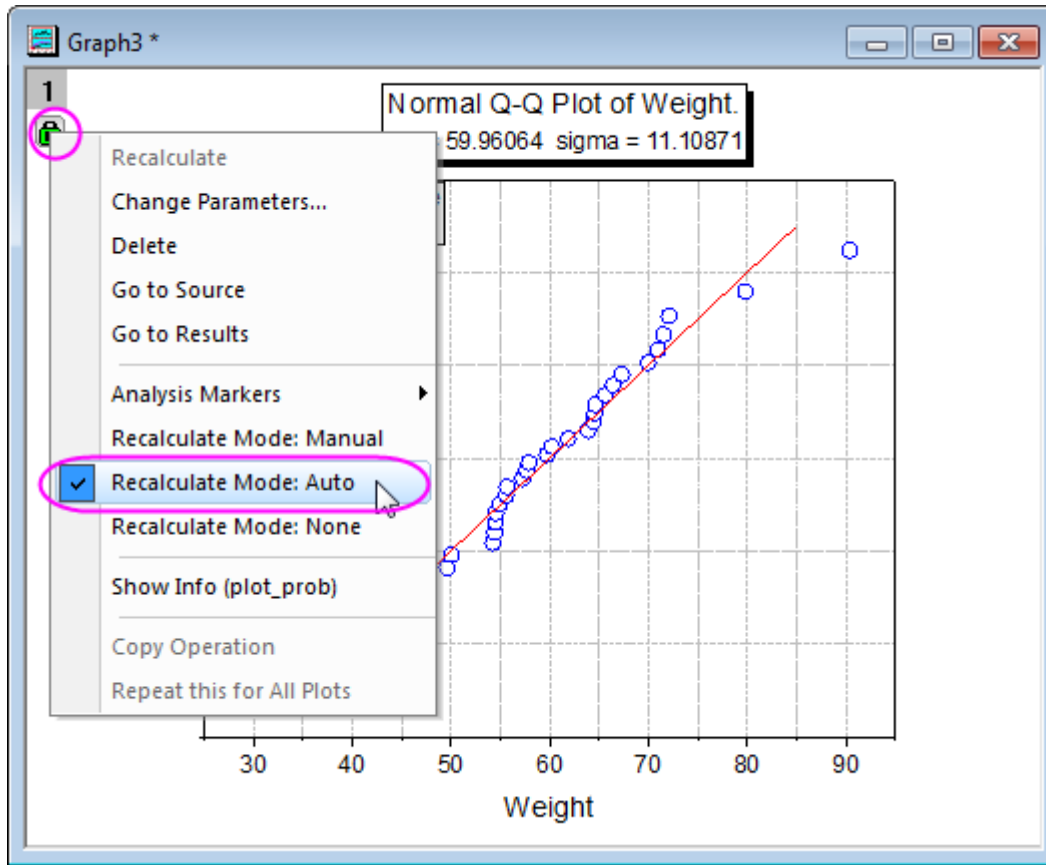 Graph3 *
1
Normal Q-Q Plot of Weight.
= 59.96064 sigma = 11.10871
Recalculate
Change Parameters...
Delete
Go to Source
Go to Results
Analysis Markers
Recalculate Mode: Manual
Recalculate Mode: Auto
Recalculate Mode: None
Show Info (plot_prob)
Copy Operation
Repeat this for All Plots
30 40 50 60 70 80 90
Weight